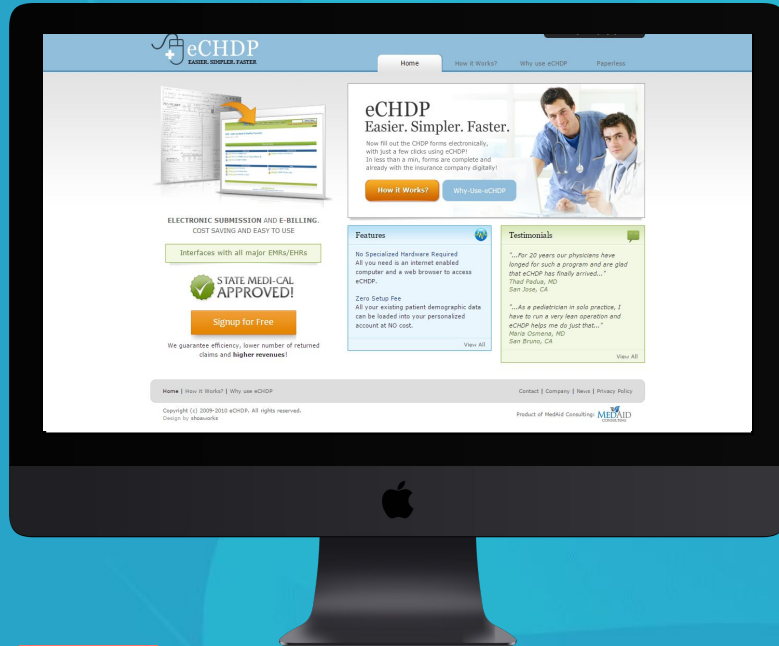 eCHDP
EASIER. SIMPLER. FASTER
Home
How it Works?
Why use eCHDP
Paperless
ELECTRONIC SUBMISSION AND E-BILLING.
COST SAVING AND EASY TO USE
Interfaces with all major EMRs/EHRs
STATE MEDI-CAL
APPROVED!
Signup for Free
We guarantee efficiency, lower number of returned
claims and higher revenues!
eCHDP
Easier. Simpler. Faster.
Now fill out the CHDP forms electronically,
with just a few clicks using eCHDP!
In less than a min, forms are complete and
already with the insurance company digitally!
How it Works?
Why-Use-eCHDP
Features
No Specialized Hardware Required
All you need is an internet enabled
computer and a web browser to access
eCHDP.
Zero Setup Fee
All your existing patient demographic data
can be loaded into your personalized
account at NO cost.
View All
Testimonials
"...For 20 years our physicians have
longed for such a program and are glad
that eCHDP has finally arrived..."
Thad Padua, MD
San Jose, CA
"...As a pediatrician in solo practice, I
have to run a very lean operation and
eCHDP helps me do just that..."
Maria Osmena, MD
San Bruno, CA
View All
Home | How it Works? | Why use eCHDP
Contact | Company | News | Privacy Policy
Copyright (c) 2009-2010 eCHDP. All rights reserved.
Design by
Product of MedAid Consulting:
MEDAID
CONSULTING